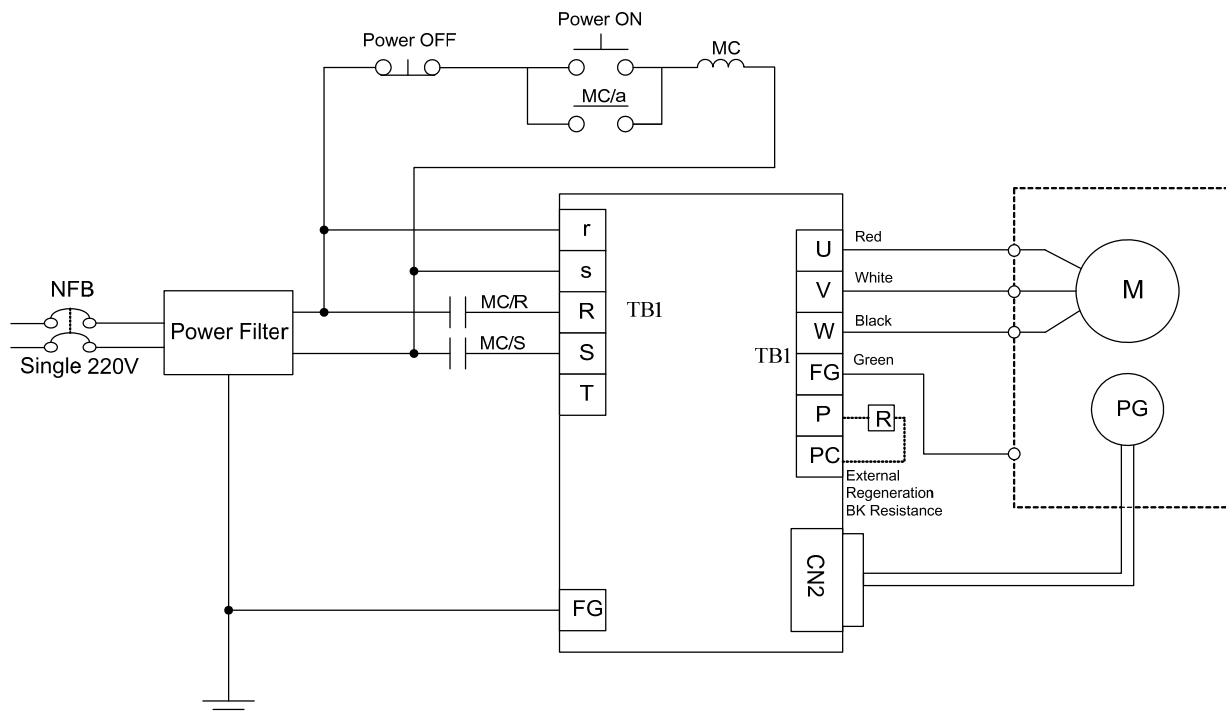 Power ON
Power OFF
MC
MC/a
r
s
R
S
T
TB1
MC/R
MC/S
NFB
Power Filter
Single 220V
FG
U
V
W
FG
P
PC
TB1
Red
White
Black
Green
R
External
Regeneration
BK Resistance
M
PG
CN2